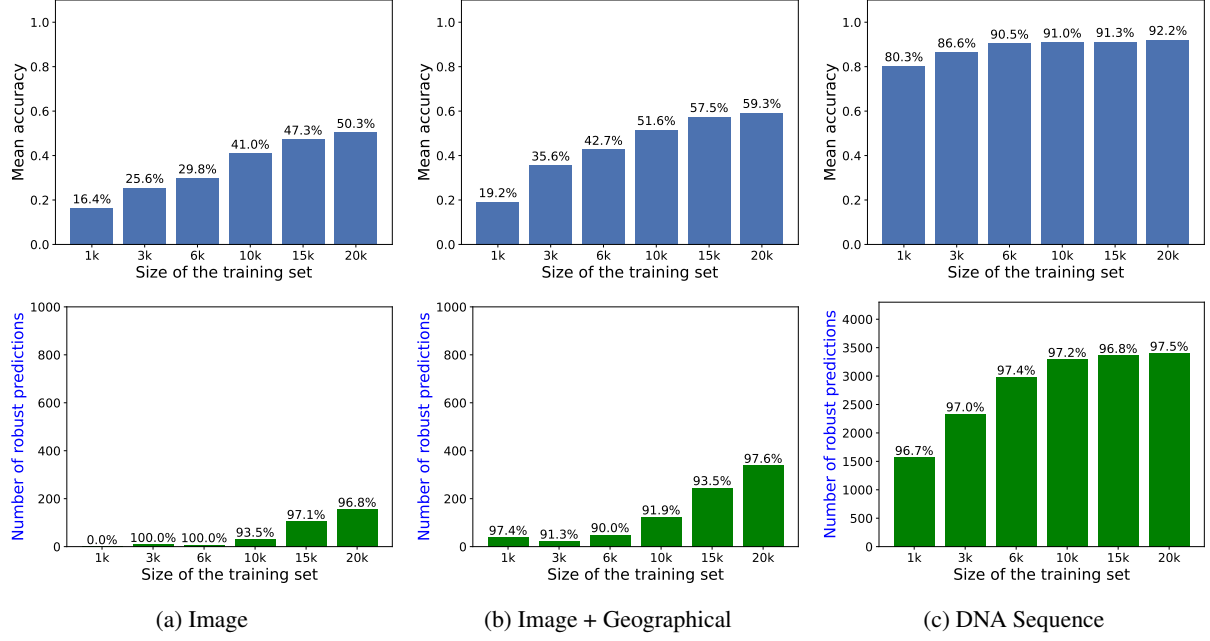 1.0
0.8
0.6
0.4
0.2
0.0
Mean accuracy
16.4%
25.6%
29.8%
41.0%
47.3%
50.3%
1k
3k
6k
10k
15k
20k
Size of the training set
1.0
0.8
0.6
0.4
0.2
0.0
Mean accuracy
19.2%
35.6%
42.7%
51.6%
57.5%
59.3%
1k
3k
6k
10k
15k
20k
Size of the training set
1.0
0.8
0.6
0.4
0.2
0.0
Mean accuracy
80.3%
86.6%
90.5%
91.0%
91.3%
92.2%
1k
3k
6k
10k
15k
20k
Size of the training set
1000
800
600
400
200
0
Number of robust predictions
0.0%
100.0%
100.0%
93.5%
97.1%
96.8%
1k
3k
6k
10k
15k
20k
Size of the training set
(a) Image
1000
800
600
400
200
0
Number of robust predictions
97.4%
91.3%
90.0%
91.9%
93.5%
97.6%
1k
3k
6k
10k
15k
20k
Size of the training set
(b) Image + Geographical
4000
3500
3000
2500
2000
1500
1000
500
0
Number of robust predictions
96.7%
97.0%
97.4%
97.2%
96.8%
97.5%
1k
3k
6k
10k
15k
20k
Size of the training set
(c) DNA Sequence